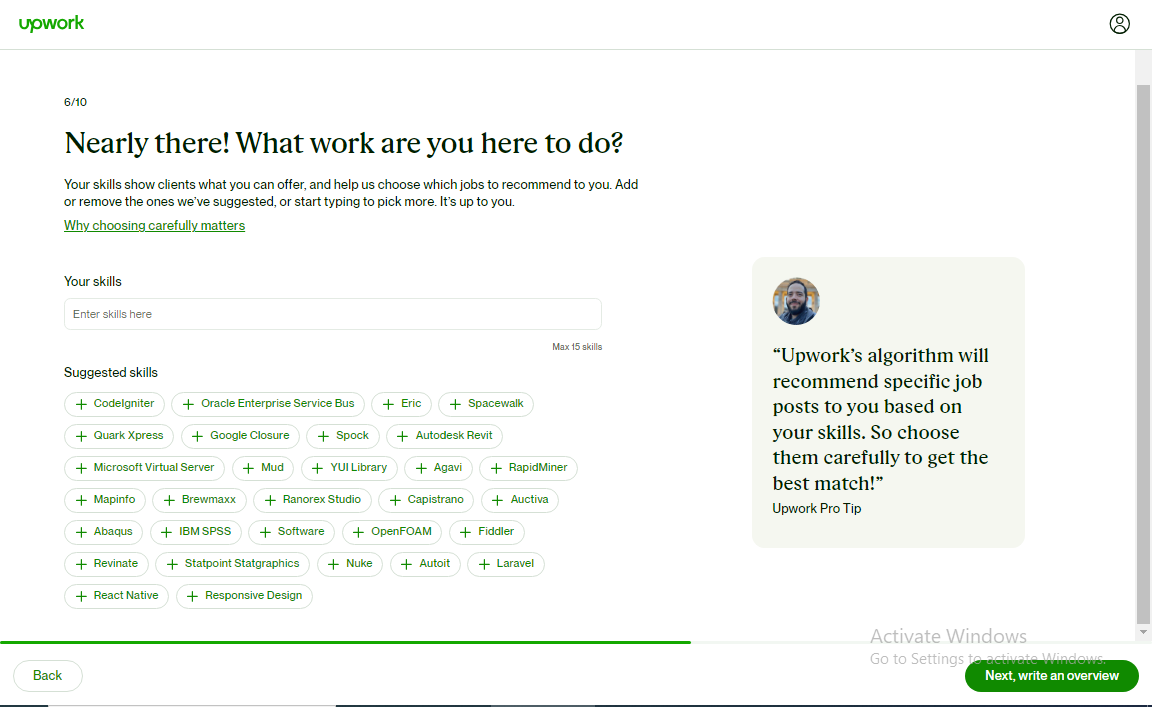 upwork
6/10
Nearly there! What work are you here to do?
Your skills show clients what you can offer, and help us choose which jobs to recommend to you. Add
or remove the ones we've suggested, or start typing to pick more. It's up to you.
Why choosing carefully matters
Your skills
Enter skills here
Max 15 skills
Suggested skills
+ CodeIgniter + Oracle Enterprise Service Bus + Eric + Spacewalk
+ Quark Xpress + Google Closure + Spock + Autodesk Revit
+ Microsoft Virtual Server + Mud + YUI Library + Agavi + RapidMiner
+ Mapinfo + Brewmaxx + Ranorex Studio + Capistrano + Auctiva
+ Abaqus + IBM SPSS + Software + OpenFOAM + Fiddler
+ Revinate + Statpoint Statgraphics + Nuke + Autoit + Laravel
+ React Native + Responsive Design
“Upwork’s algorithm will
recommend specific job
posts to you based on
your skills. So choose
them carefully to get the
best match!”
Upwork Pro Tip
Activate Windows
Go to Settings to activate Windows.
Back
Next, write an overview